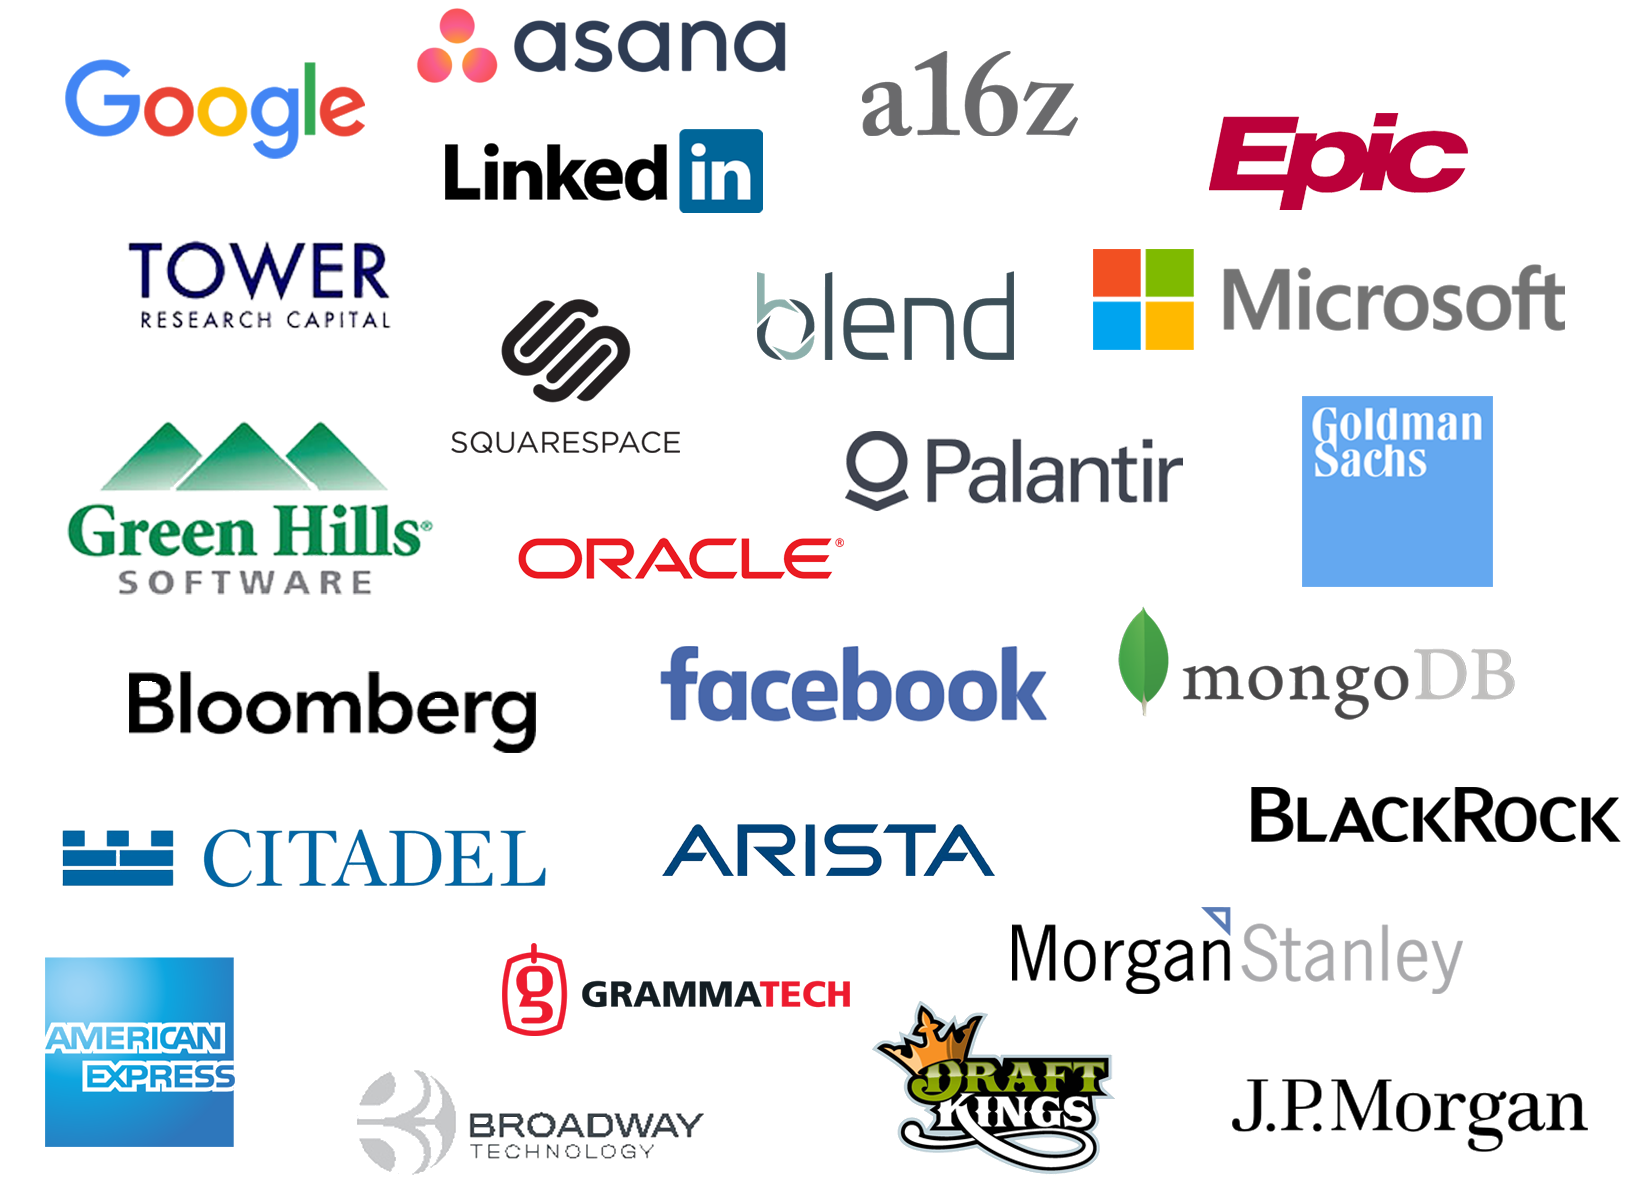 Google
asana
Linked in
a16z
Epic
TOWER
RESEARCH CAPITAL
SQUARESPACE
blend
Microsoft
Green Hills®
SOFTWARE
ORACLE®
Palantir
Goldman
Sachs
Bloomberg
facebook
mongoDB
CITADEL
ARISTA
BLACKROCK
AMERICAN
EXPRESS
g
GRAMMATECH
Morgan Stanley
BROADWAY
TECHNOLOGY
DRAFT
KINGS
J.P.Morgan